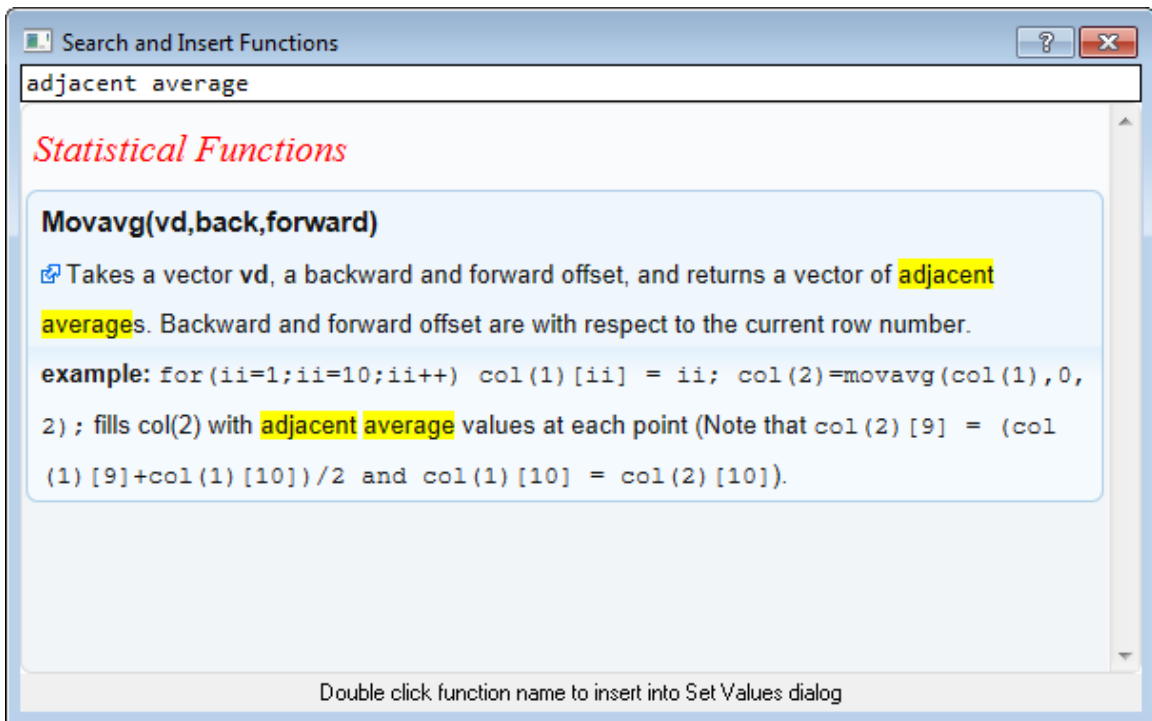 Search and Insert Functions
adjacent average
Statistical Functions
Movavg(vd,back,forward)
Takes a vector vd, a backward and forward offset, and returns a vector of adjacent
averages. Backward and forward offset are with respect to the current row number.
example: for(ii=1;ii=10;ii++) col(1)[ii] = ii; col(2)=movavg(col(1),0,
2); fills col(2) with adjacent average values at each point (Note that col(2)[9] = (col
(1)[9]+col(1)[10])/2 and col(1)[10] = col(2)[10]).
Double click function name to insert into Set Values dialog